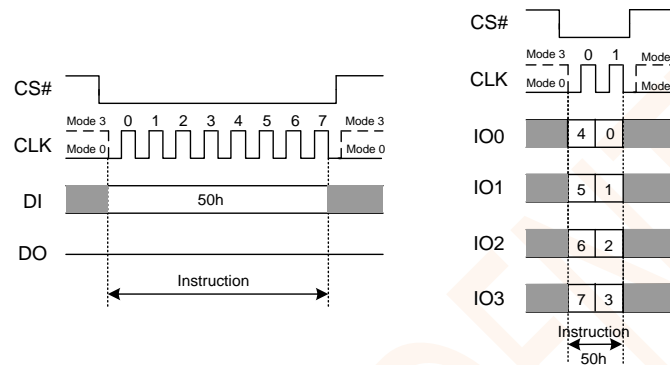 CS#
Mode 3 0 1 2 3 4 5 6 7 Mode 3
CLK
Mode 0 Mode 0
DI 50h
DO
Instruction
CS#
Mode 3 0 1 Mode
CLK
Mode 0 Mode
IO0 4 0
IO1 5 1
IO2 6 2
IO3 7 3
Instruction
50h